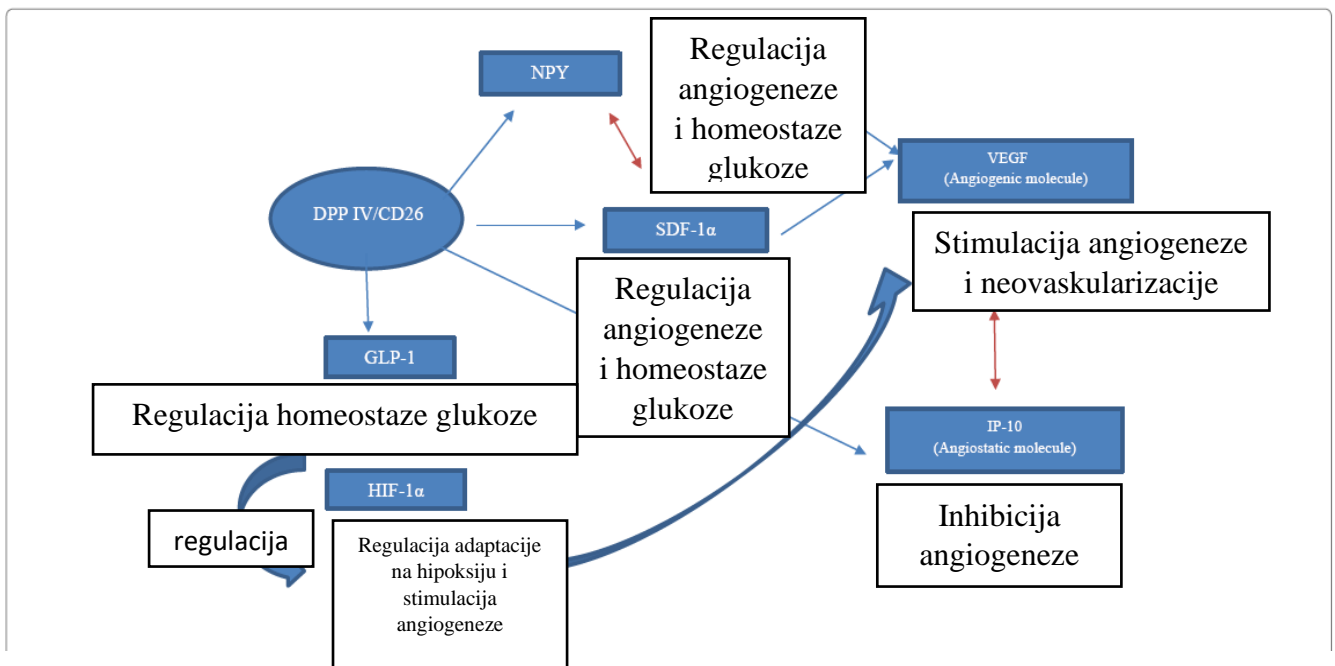 NPY
Regulacija
angiogeneze
i homeostaze
glukoze
VEGF
(Angiogenic molecule)
DPP IV/CD26
SDF-1α
Stimulacija angiogeneze
i neovaskularizacije
Regulacija
angiogeneze
i homeostaze
glukoze
GLP-1
Regulacija homeostaze glukoze
IP-10
(Angiostatic molecule)
HIF-1α
Inhibicija
angiogeneze
regulacija
Regulacija adaptacije
na hipoksiju i
stimulacija
angiogeneze